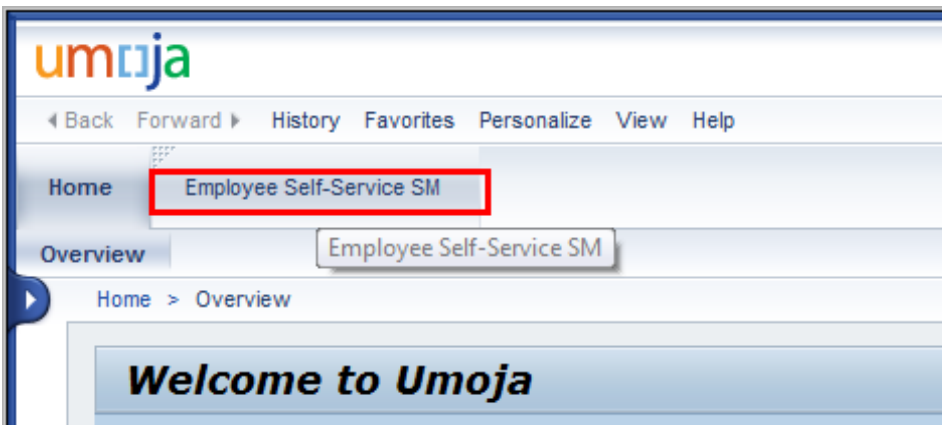 umoja
Back Forward History Favorites Personalize View Help
Home Employee Self-Service SM
Employee Self-Service SM
Overview
Home > Overview
Welcome to Umoja